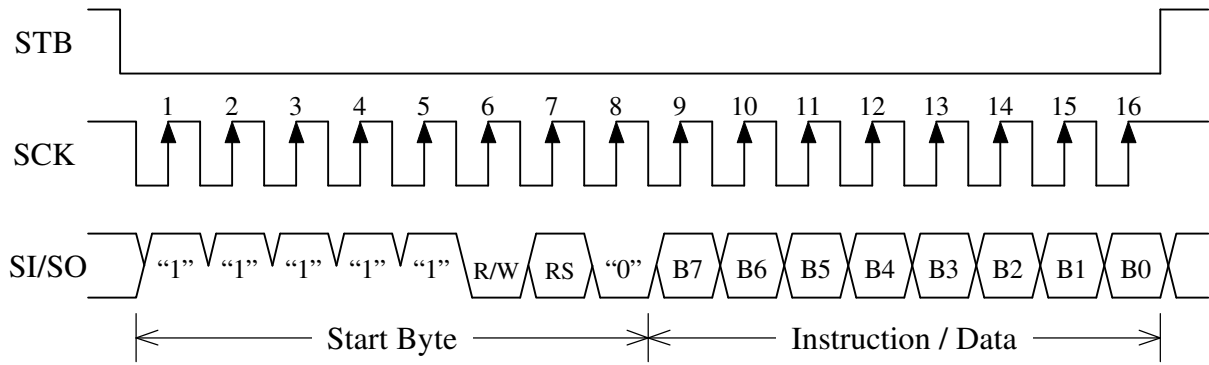 STB
1 2 3 4 5 6 7 8 9 10 11 12 13 14 15 16
SCK
SI/SO “1” “1” “1” “1” “1” R/W RS “0” B7 B6 B5 B4 B3 B2 B1 B0
Start Byte Instruction / Data